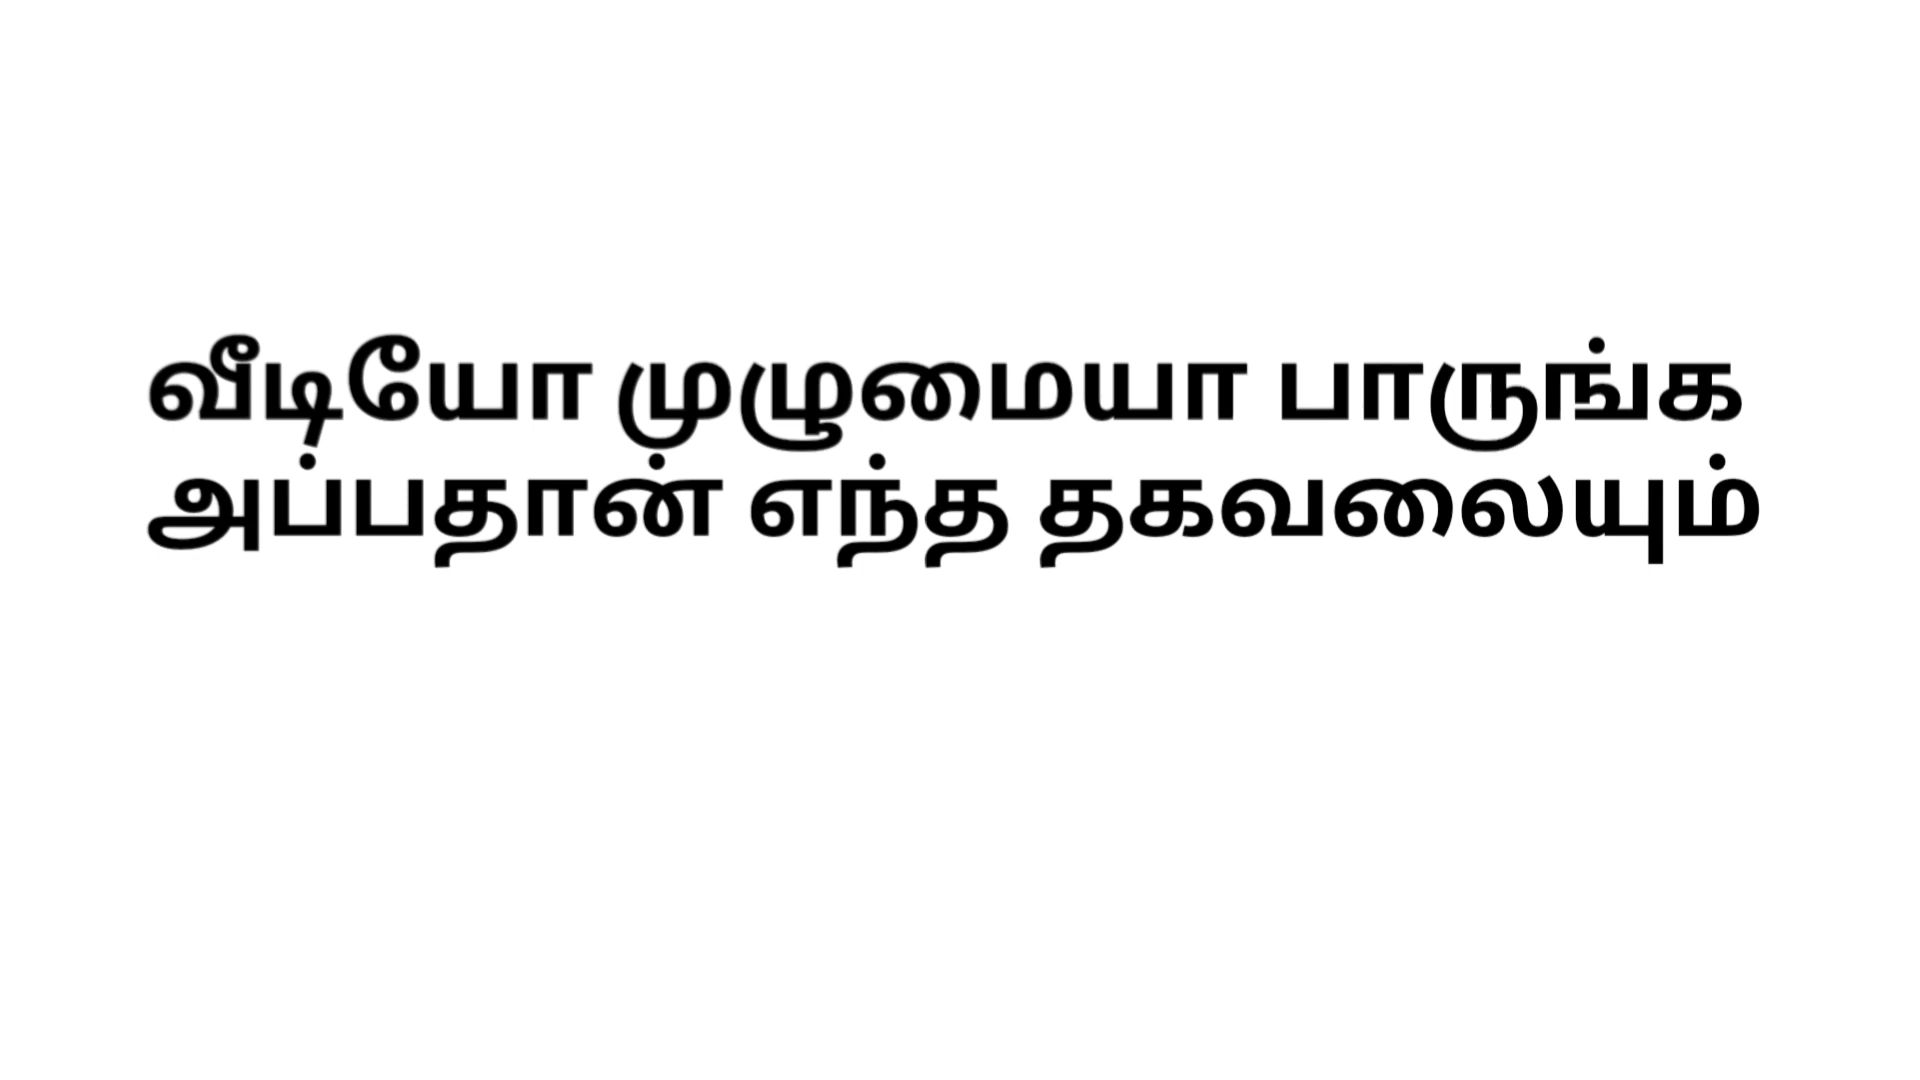 வீடியோ முழுமையா பாருங்க
அப்பதான் எந்த தகவலையும்